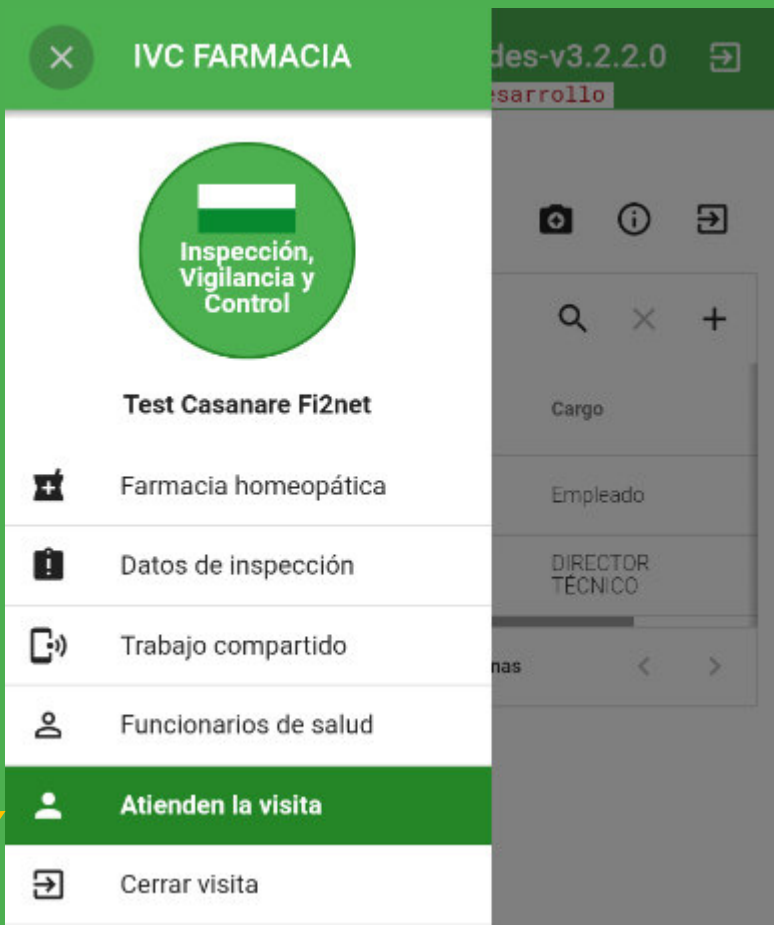 IVC FARMACIA
des-v3.2.2.0
sarrollo
Inspección,
Vigilancia y
Control
Test Casanare Fi2net
Cargo
Farmacia homeopática
Empleado
Datos de inspección
DIRECTOR
TÉCNICO
Trabajo compartido
nas
Funcionarios de salud
Atienden la visita
Cerrar visita